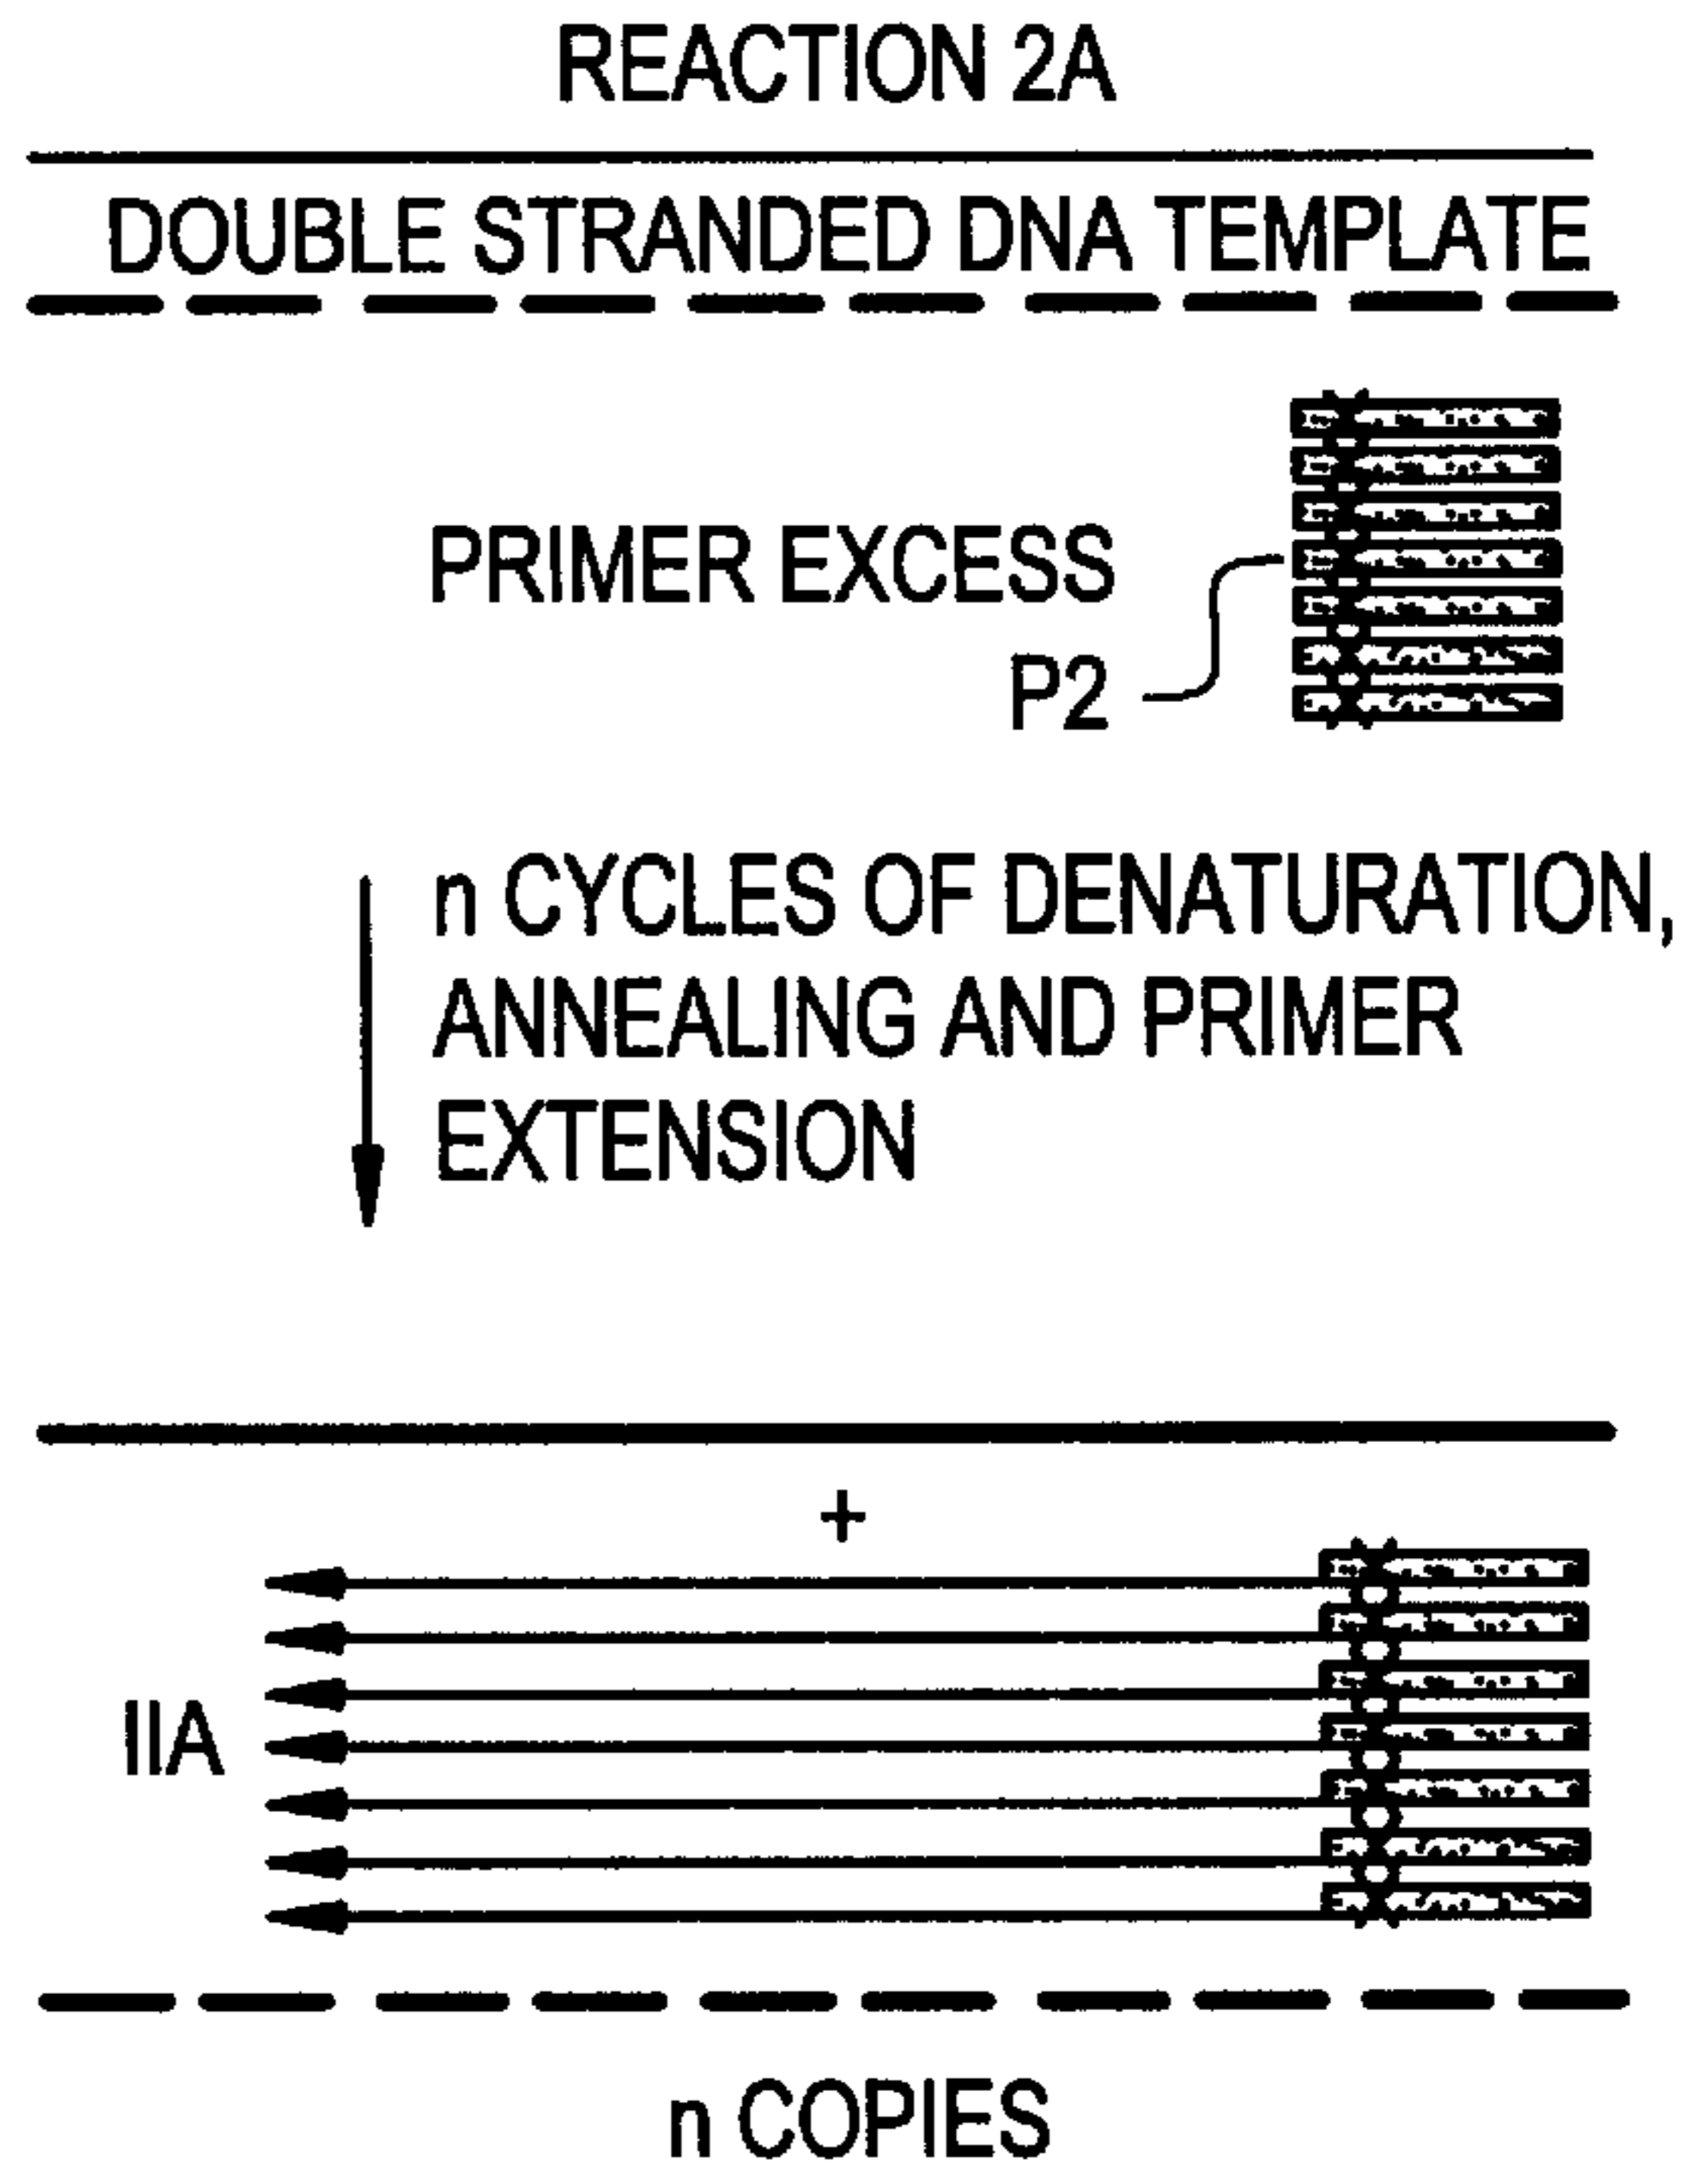 REACTION 2A
DOUBLE STRANDED DNA TEMPLATE
PRIMER EXCESS
P2
n CYCLES OF DENATURATION,
ANNEALING AND PRIMER
EXTENSION
+
IIA
n COPIES